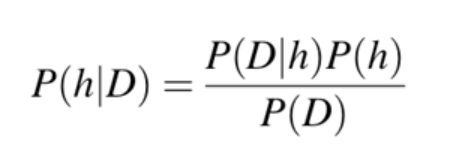 P(h|D) = P(D|h)P(h) / P(D)